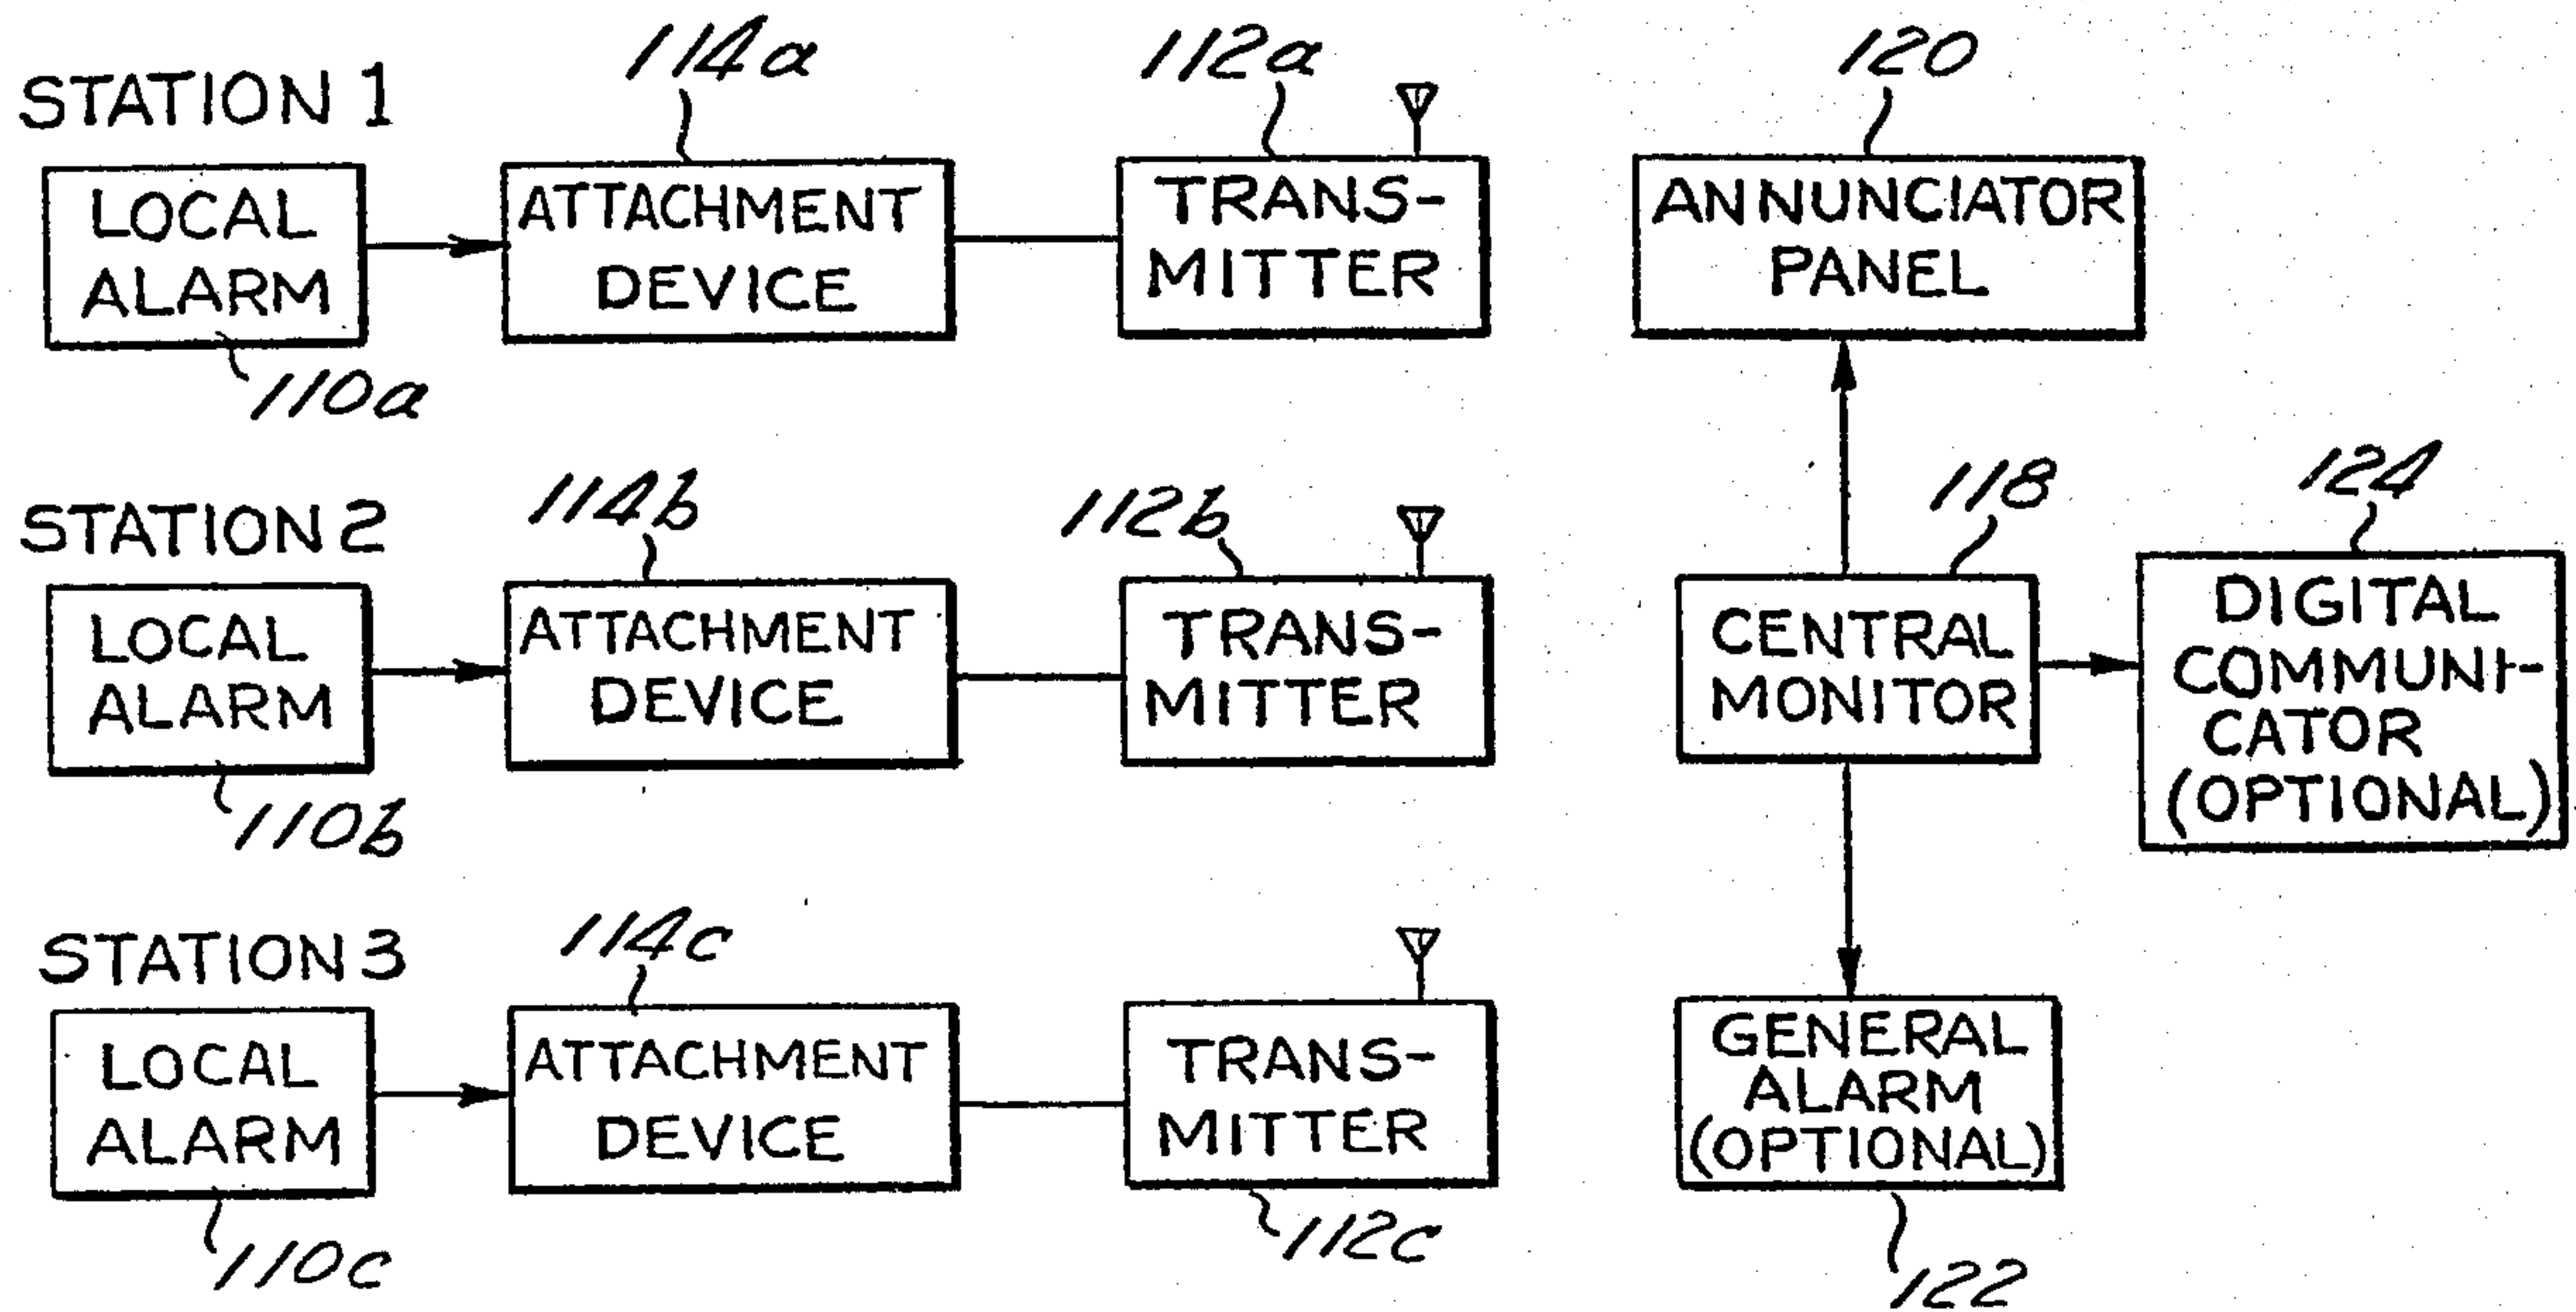 STATION 1
114a
112a
LOCAL
ALARM
ATTACHMENT
DEVICE
TRANS-
MITTER
110a
STATION 2
114b
112b
LOCAL
ALARM
ATTACHMENT
DEVICE
TRANS-
MITTER
110b
STATION 3
114c
LOCAL
ALARM
ATTACHMENT
DEVICE
TRANS-
MITTER
110c
112c
120
ANNUNCIATOR
PANEL
118
CENTRAL
MONITOR
124
DIGITAL
COMMUNI-
CATOR
(OPTIONAL)
GENERAL
ALARM
(OPTIONAL)
122